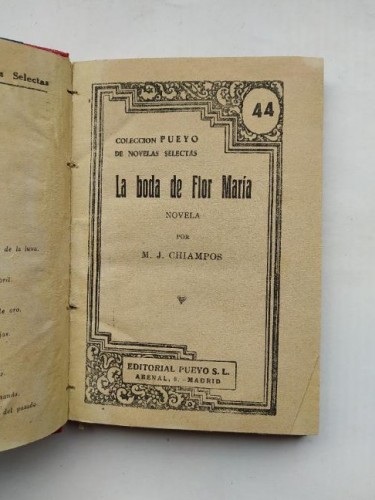 s Selectas
de la luna.
44
COLECCION PUEYO
DE NOVELAS SELECTAS
La boda de Flor María
NOVELA
POR
M. J. CHIAMPOS
EDITORIAL PUEYO S. L.
ARENAL, 6.-MADRID
del pasado.